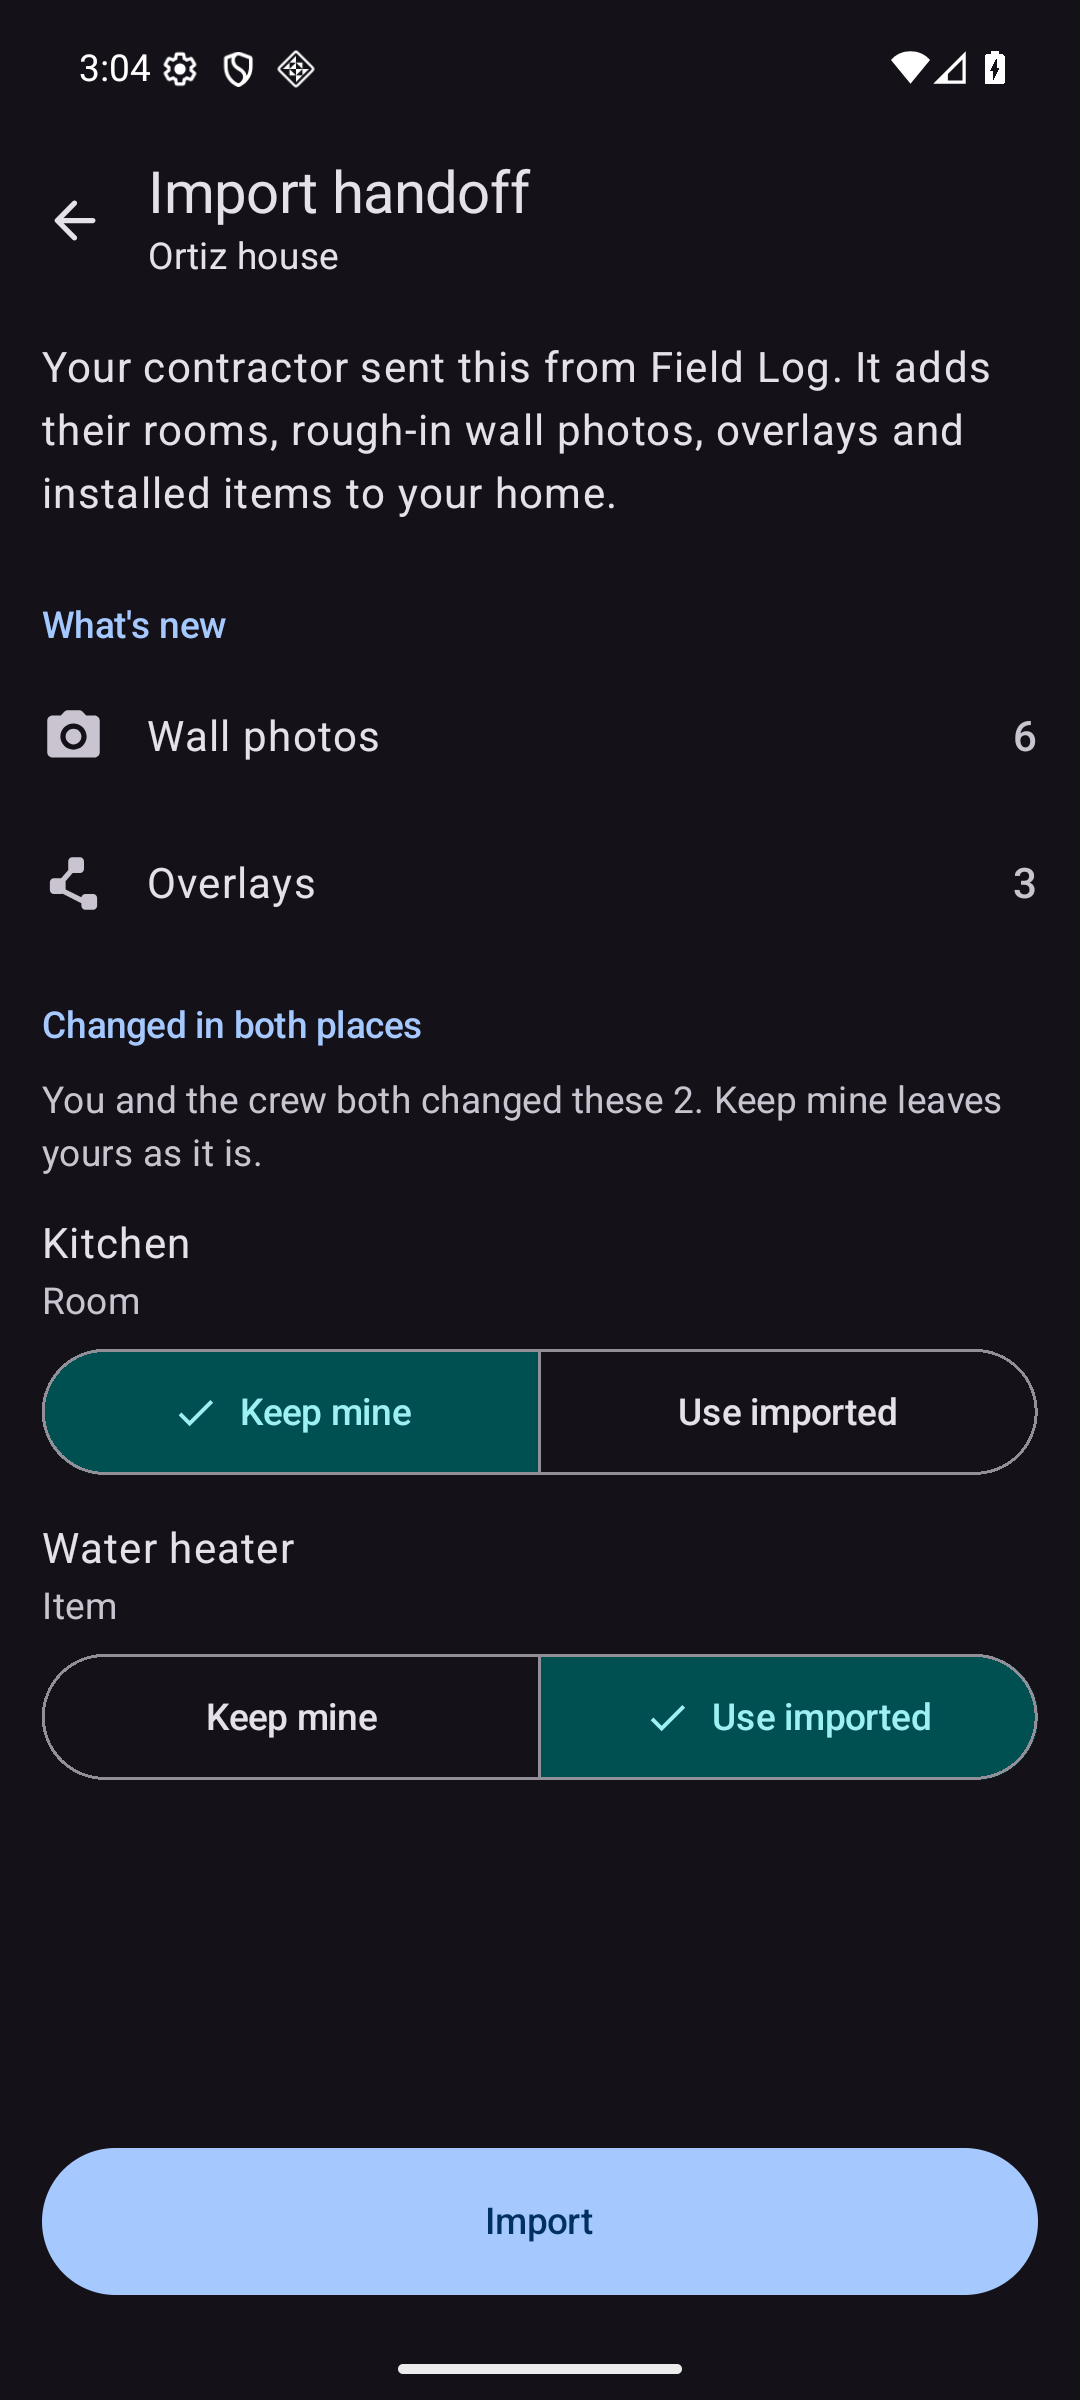 3:04
Import handoff
Ortiz house
Your contractor sent this from Field Log. It adds
their rooms, rough-in wall photos, overlays and
installed items to your home.
What's new
Wall photos 6
Overlays 3
Changed in both places
You and the crew both changed these 2. Keep mine leaves
yours as it is.
Kitchen
Room
Keep mine Use imported
Water heater
Item
Keep mine Use imported
Import